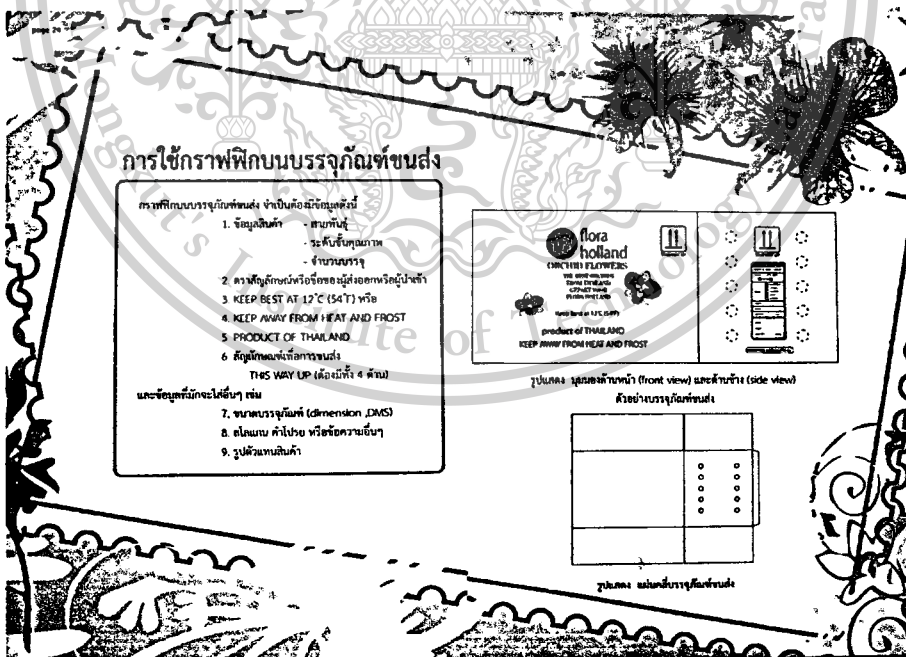 page 24
การใช้กราฟฟิกบนบรรจุภัณฑ์ขนส่ง
กราฟฟิกบนบรรจุภัณฑ์ขนส่ง จำเป็นต้องมีข้อมูลดังนี้
1. ข้อมูลสินค้า - สายพันธุ์
- ระดับชั้นคุณภาพ
- จำนวนบรรจุ
2. ตราสัญลักษณ์หรือชื่อของผู้ส่งออกหรือผู้นำเข้า
3 KEEP BEST AT 12°C (54°F) หรือ
4. KEEP AWAY FROM HEAT AND FROST
5 PRODUCT OF THAILAND
6 สัญลักษณ์เพื่อการขนส่ง
THIS WAY UP (ต้องมีทั้ง 4 ด้าน)
และข้อมูลที่มักจะใส่อื่นๆ เช่น
7. ขนาดบรรจุภัณฑ์ (dimension ,DMS)
8. สโลแกน คำโปรย หรือข้อความอื่นๆ
9. รูปตัวแทนสินค้า
flora
holland
ORCHID FLOWERS
product of THAILAND
KEEP AWAY FROM HEAT AND FROST
รูปแสดง มุมมองด้านหน้า (front view) และด้านข้าง (side view)
ตัวอย่างบรรจุภัณฑ์ขนส่ง
รูปแสดง แผ่นคลี่บรรจุภัณฑ์ขนส่ง
Institute of Technology